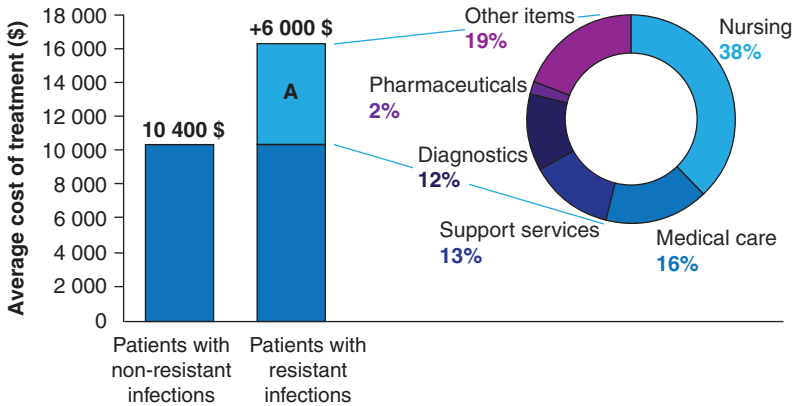 Average cost of treatment ($)
18 000
16 000
14 000
12 000
10 000
8 000
6 000
4 000
2 000
0
10 400 $
+6 000 $
A
Patients with
non-resistant
infections
Patients with
resistant
infections
Other items
19%
Pharmaceuticals
2%
Diagnostics
12%
Support services
13%
Medical care
16%
Nursing
38%